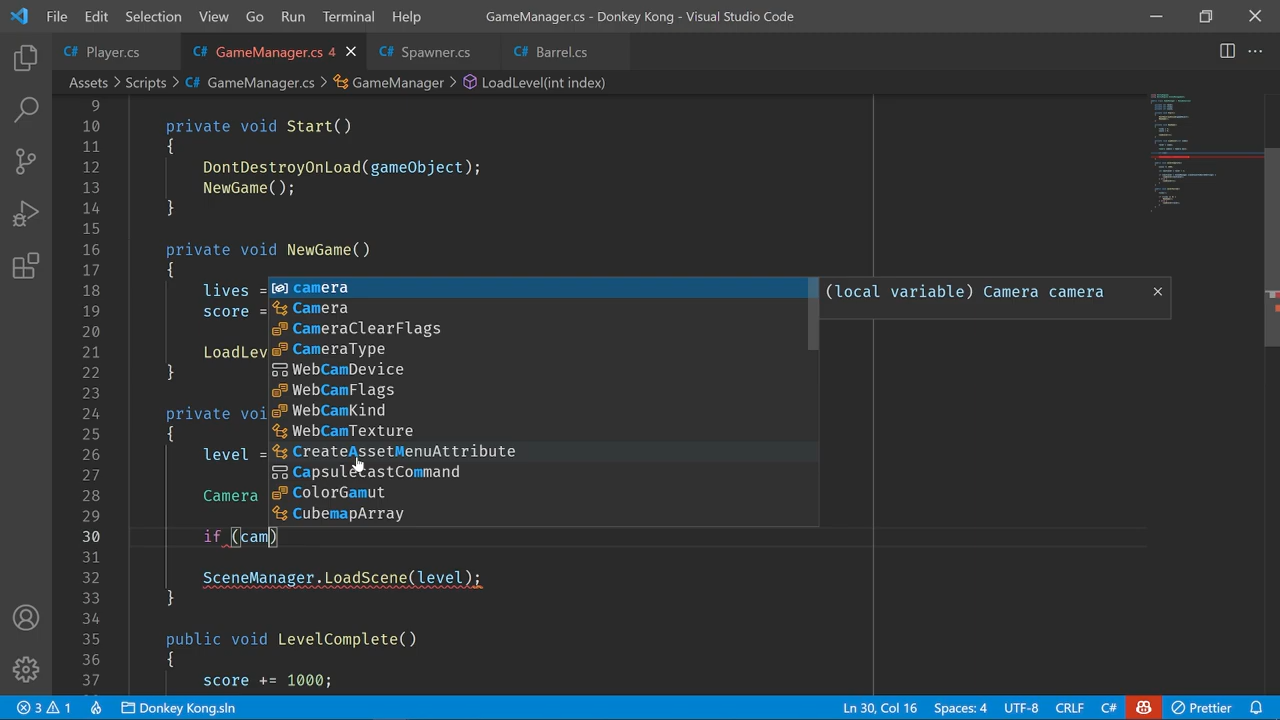 File Edit Selection View Go Run Terminal Help GameManager.cs - Donkey Kong - Visual Studio Code
Player.cs GameManager.cs 4 Spawner.cs Barrel.cs
Assets > Scripts > GameManager.cs > GameManager > LoadLevel(int index)
9
10 private void Start()
11 {
12 DontDestroyOnLoad(gameObject);
13 NewGame();
14 }
15
16 private void NewGame()
17 {
18 lives =
19 score =
20
21 LoadLev
22 }
23
24 private voi
25 {
26 level =
27
28 Camera
29
30 if (cam)
31
32 SceneManager.LoadScene(level);
33 }
34
35 public void LevelComplete()
36 {
37 score += 1000;
camera
Camera
CameraClearFlags
CameraType
WebCamDevice
WebCamFlags
WebCamKind
WebCamTexture
CreateAssetMenuAttribute
CapsulecastCommand
ColorGamut
CubemapArray
(local variable) Camera camera
3 1 Donkey Kong.sln Ln 30, Col 16 Spaces: 4 UTF-8 CRLF C# Prettier